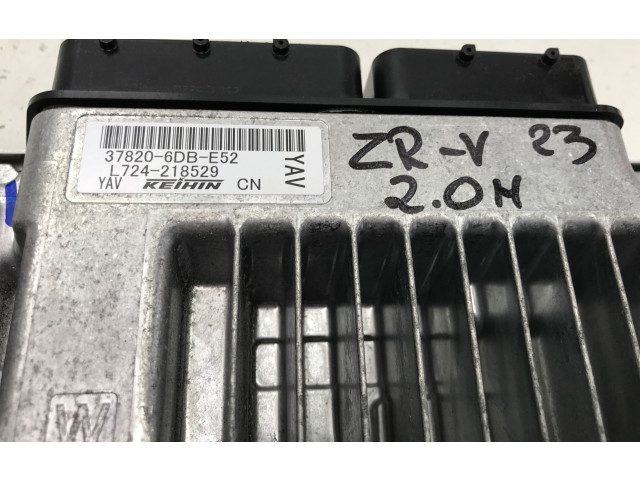 37820-6DB-E52
L724-218529
YAV KEIHIN CN
YAV
ZR-V 23
2.0H
W